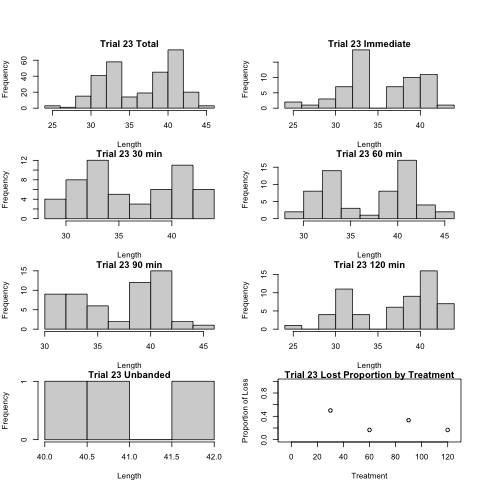 Trial 23 Total
Frequency
0 20 40 60
25 30 35 40 45
Length
Trial 23 Immediate
Frequency
0 5 15
25 30 35 40
Length
Trial 23 30 min
Frequency
0 4 8 12
30 35 40
Length
Trial 23 60 min
Frequency
0 5 10 15
30 35 40 45
Length
Trial 23 90 min
Frequency
0 5 10 15
30 35 40 45
Length
Trial 23 120 min
Frequency
0 5 10 15
25 30 35 40
Length
Trial 23 Unbanded
Frequency
0 1
40.0 40.5 41.0 41.5 42.0
Length
Trial 23 Lost Proportion by Treatment
Proportion of Loss
0.0 0.4 0.8
0 20 40 60 80 100 120
Treatment